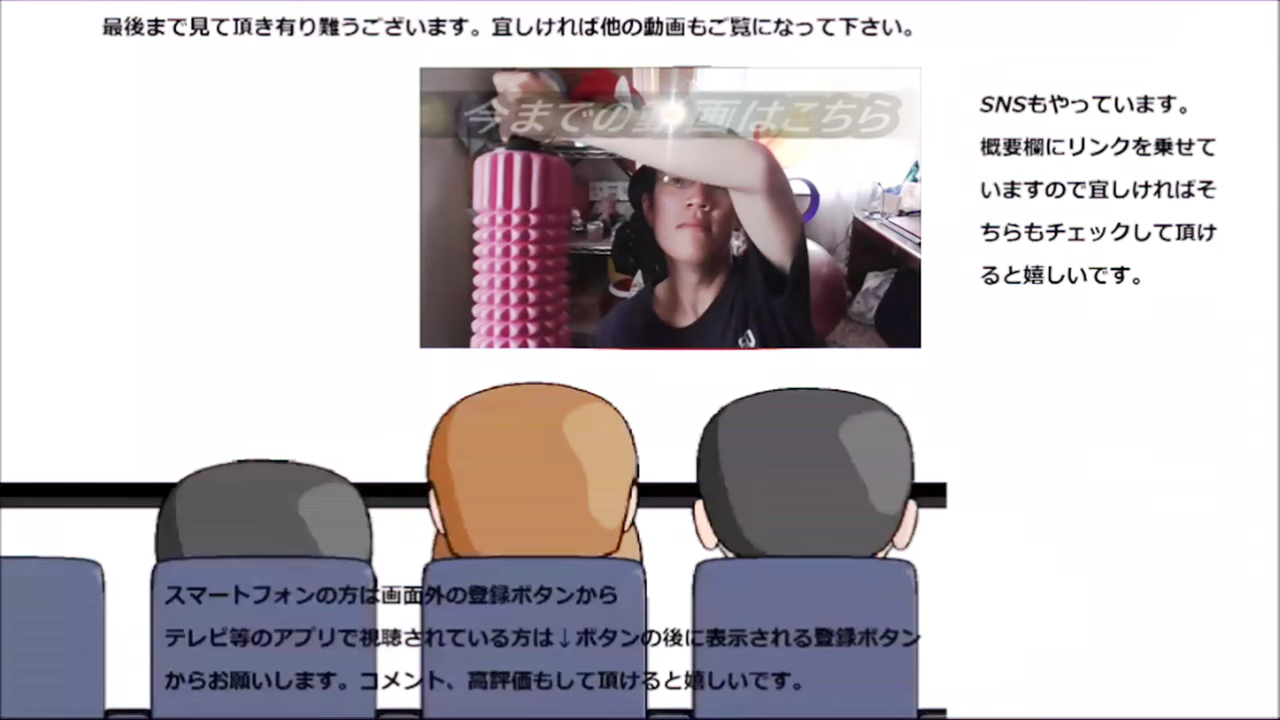 最後まで見て頂き有り難うございます。宜しければ他の動画もご覧になって下さい。
今までの動画はこちら
SNSもやっています。
概要欄にリンクを乗せて
いますので宜しければそ
ちらもチェックして頂け
ると嬉しいです。
スマートフォンの方は画面外の登録ボタンから
テレビ等のアプリで視聴されている方は↓ボタンの後に表示される登録ボタン
からお願いします。コメント、高評価もして頂けると嬉しいです。